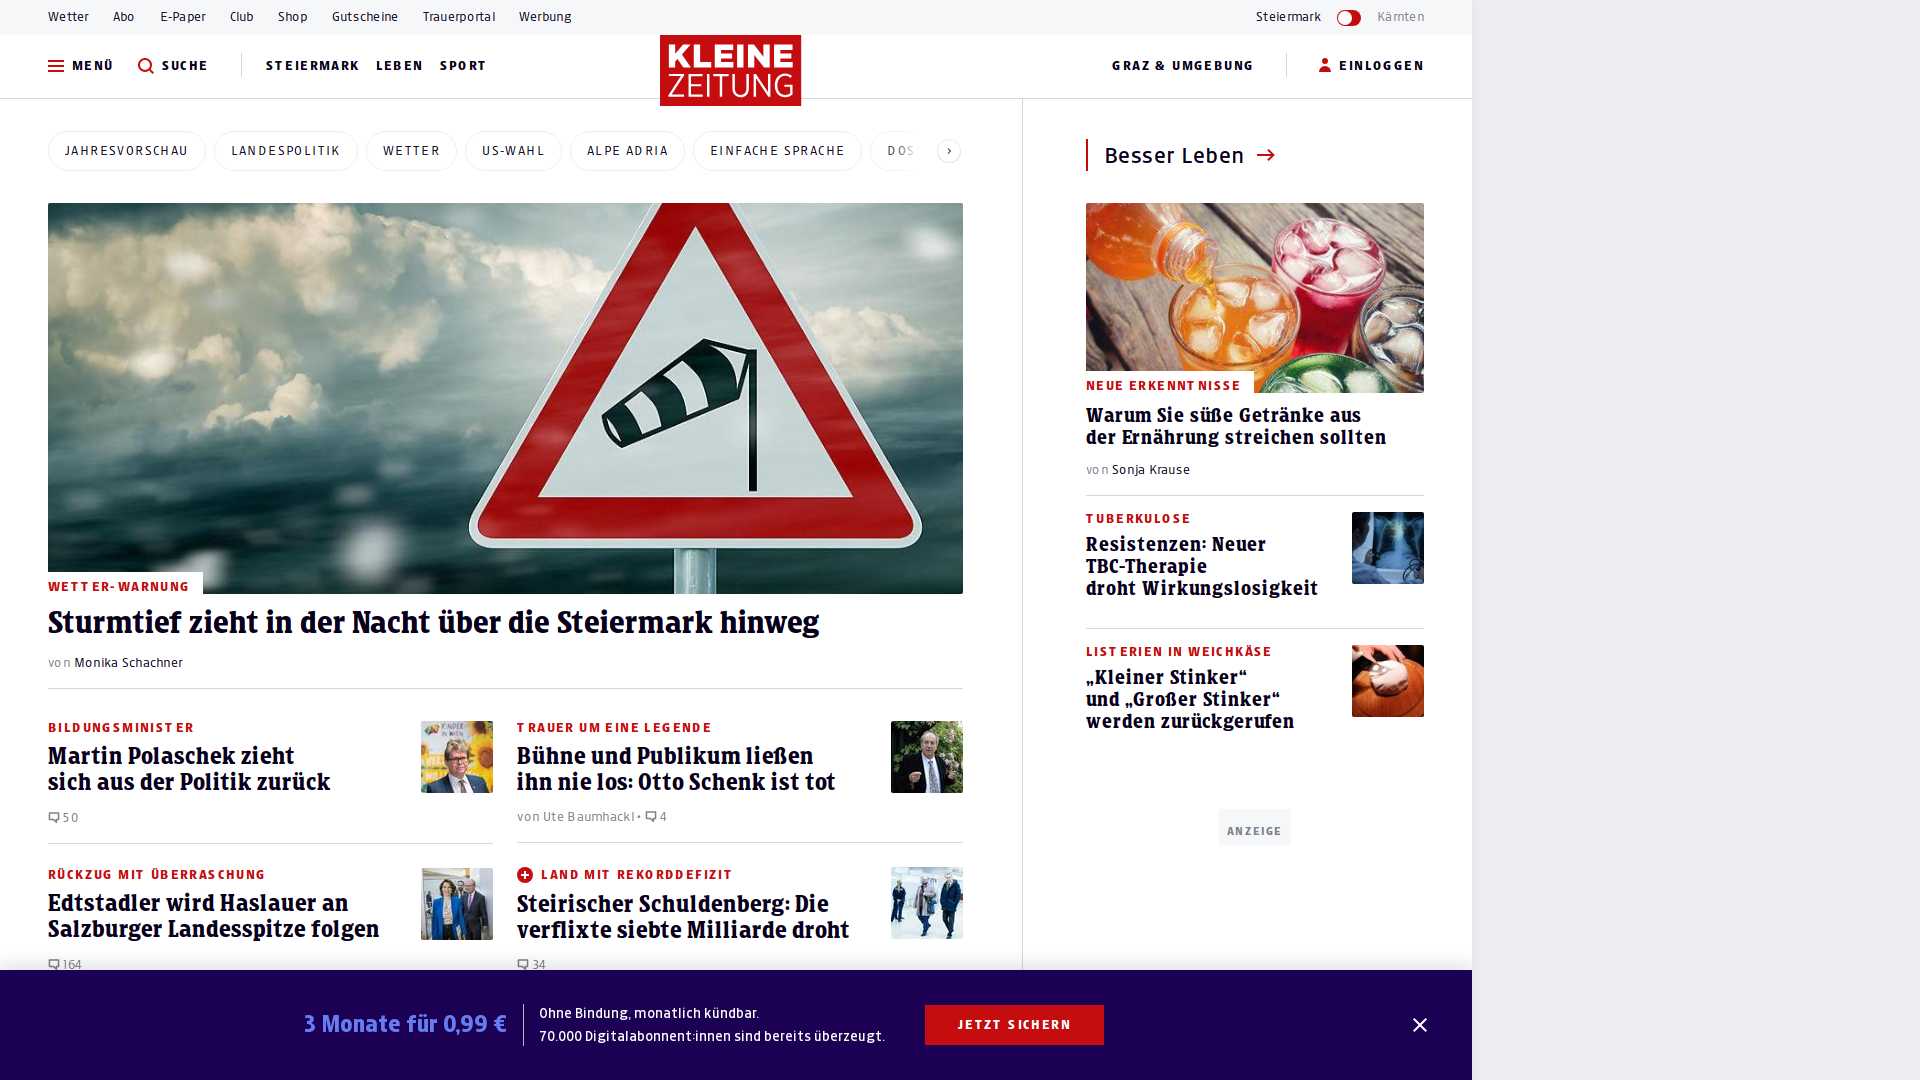 Wetter Abo E-Paper Club Shop Gutscheine Trauerportal Werbung Steiermark Kärnten
MENÜ SUCHE STEIERMARK LEBEN SPORT KLEINE ZEITUNG GRAZ & UMGEBUNG EINLOGGEN
JAHRESVORSCHAU LANDESPOLITIK WETTER US-WAHL ALPE ADRIA EINFACHE SPRACHE DOS
WETTER-WARNUNG
Sturmtief zieht in der Nacht über die Steiermark hinweg
von Monika Schachner
BILDUNGSMINISTER
Martin Polaschek zieht
sich aus der Politik zurück
50
TRAUER UM EINE LEGENDE
Bühne und Publikum ließen
ihn nie los: Otto Schenk ist tot
von Ute Baumhackl • 4
RÜCKZUG MIT ÜBERRASCHUNG
Edtstadler wird Haslauer an
Salzburger Landesspitze folgen
164
LAND MIT REKORDDEFIZIT
Steirischer Schuldenberg: Die
verflixte siebte Milliarde droht
34
Besser Leben
NEUE ERKENNTNISSE
Warum Sie süße Getränke aus
der Ernährung streichen sollten
von Sonja Krause
TUBERKULOSE
Resistenzen: Neuer
TBC-Therapie
droht Wirkungslosigkeit
LISTERIEN IN WEICHKÄSE
„Kleiner Stinker“
und „Großer Stinker“
werden zurückgerufen
ANZEIGE
3 Monate für 0,99 €
Ohne Bindung, monatlich kündbar.
70.000 Digitalabonnent:innen sind bereits überzeugt.
JETZT SICHERN